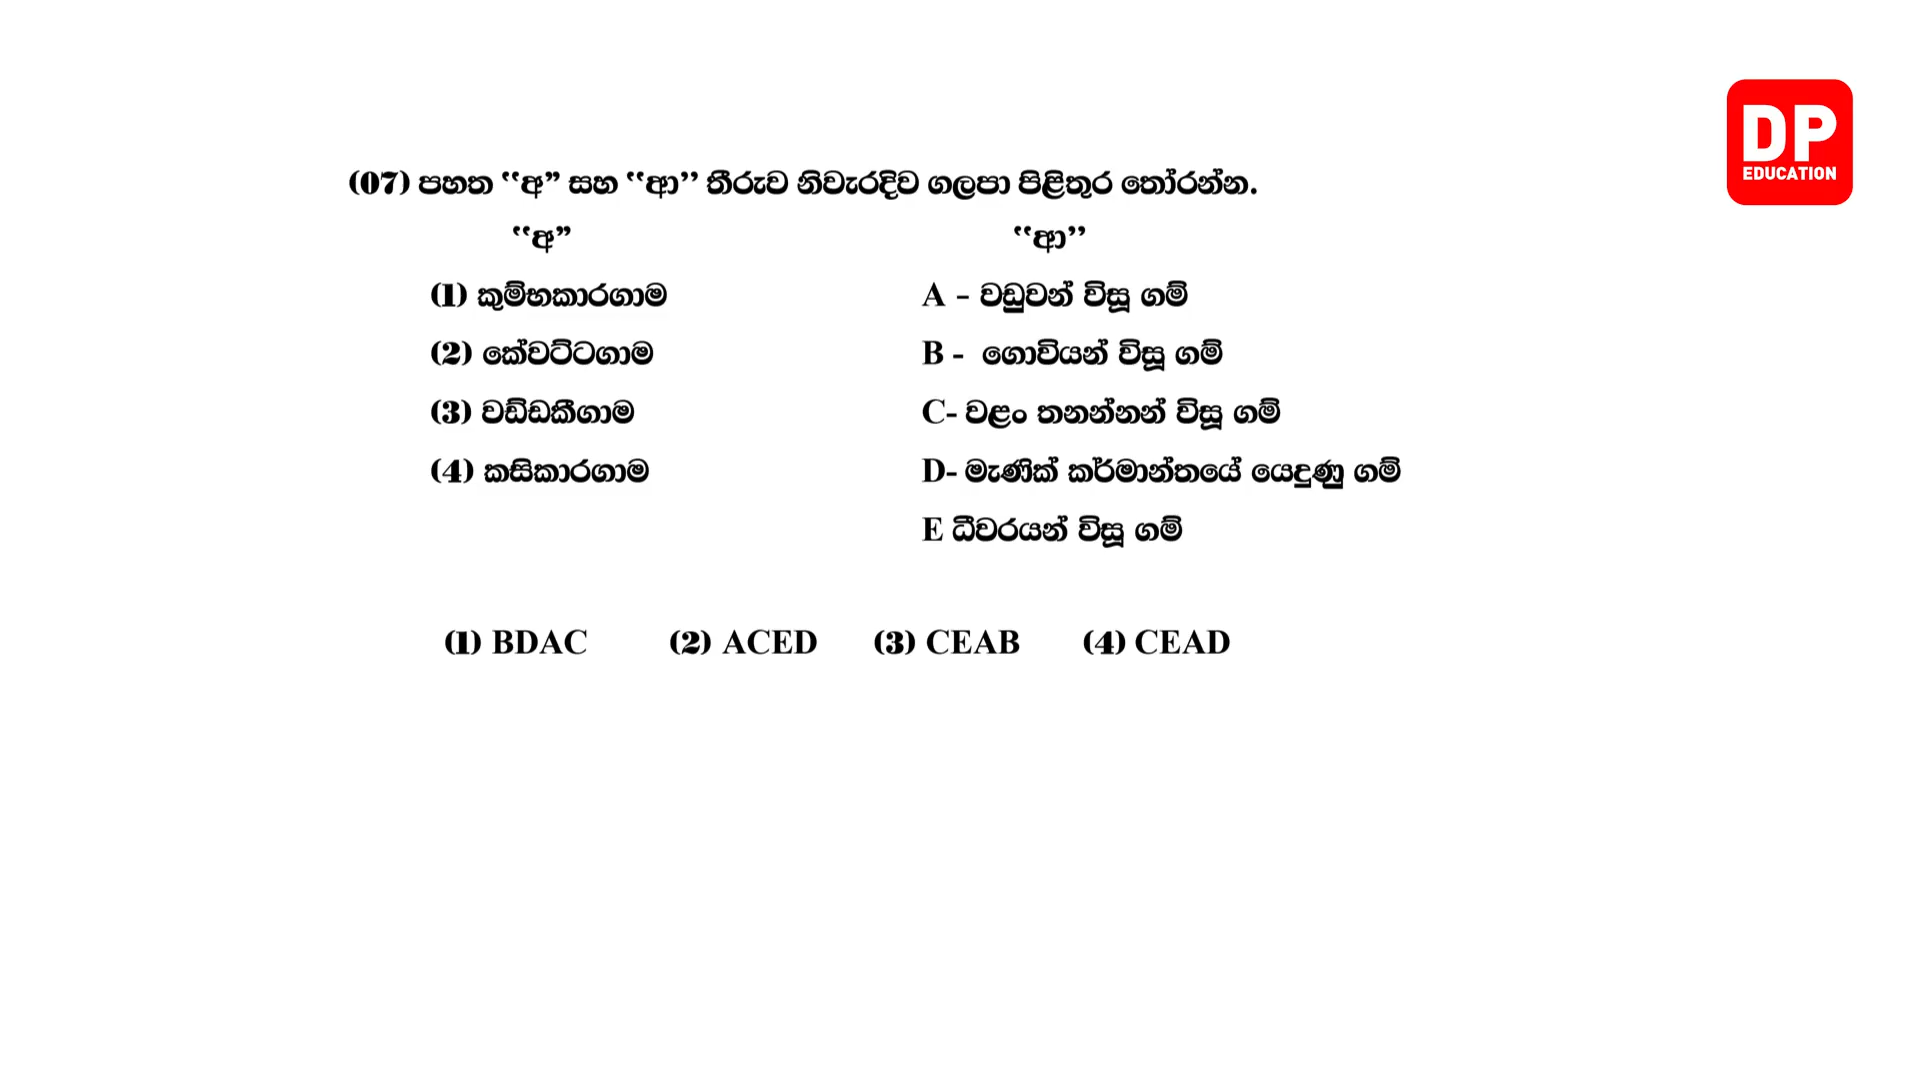 DP
EDUCATION
(07) පහත ‘‘අ’’ සහ ‘‘ආ’’ තීරුව නිවැරදිව ගලපා පිළිතුර තෝරන්න.
‘‘අ’’ ‘‘ආ’’
(1) කුම්භකාරගාම A - වඩුවන් විසූ ගම්
(2) කේවට්ටගාම B - ගොවියන් විසූ ගම්
(3) වඩ්ඪකීගාම C- වළං තනන්නන් විසූ ගම්
(4) කසිකාරගාම D- මැණික් කර්මාන්තයේ යෙදුණු ගම්
E ධීවරයන් විසූ ගම්
(1) BDAC (2) ACED (3) CEAB (4) CEAD